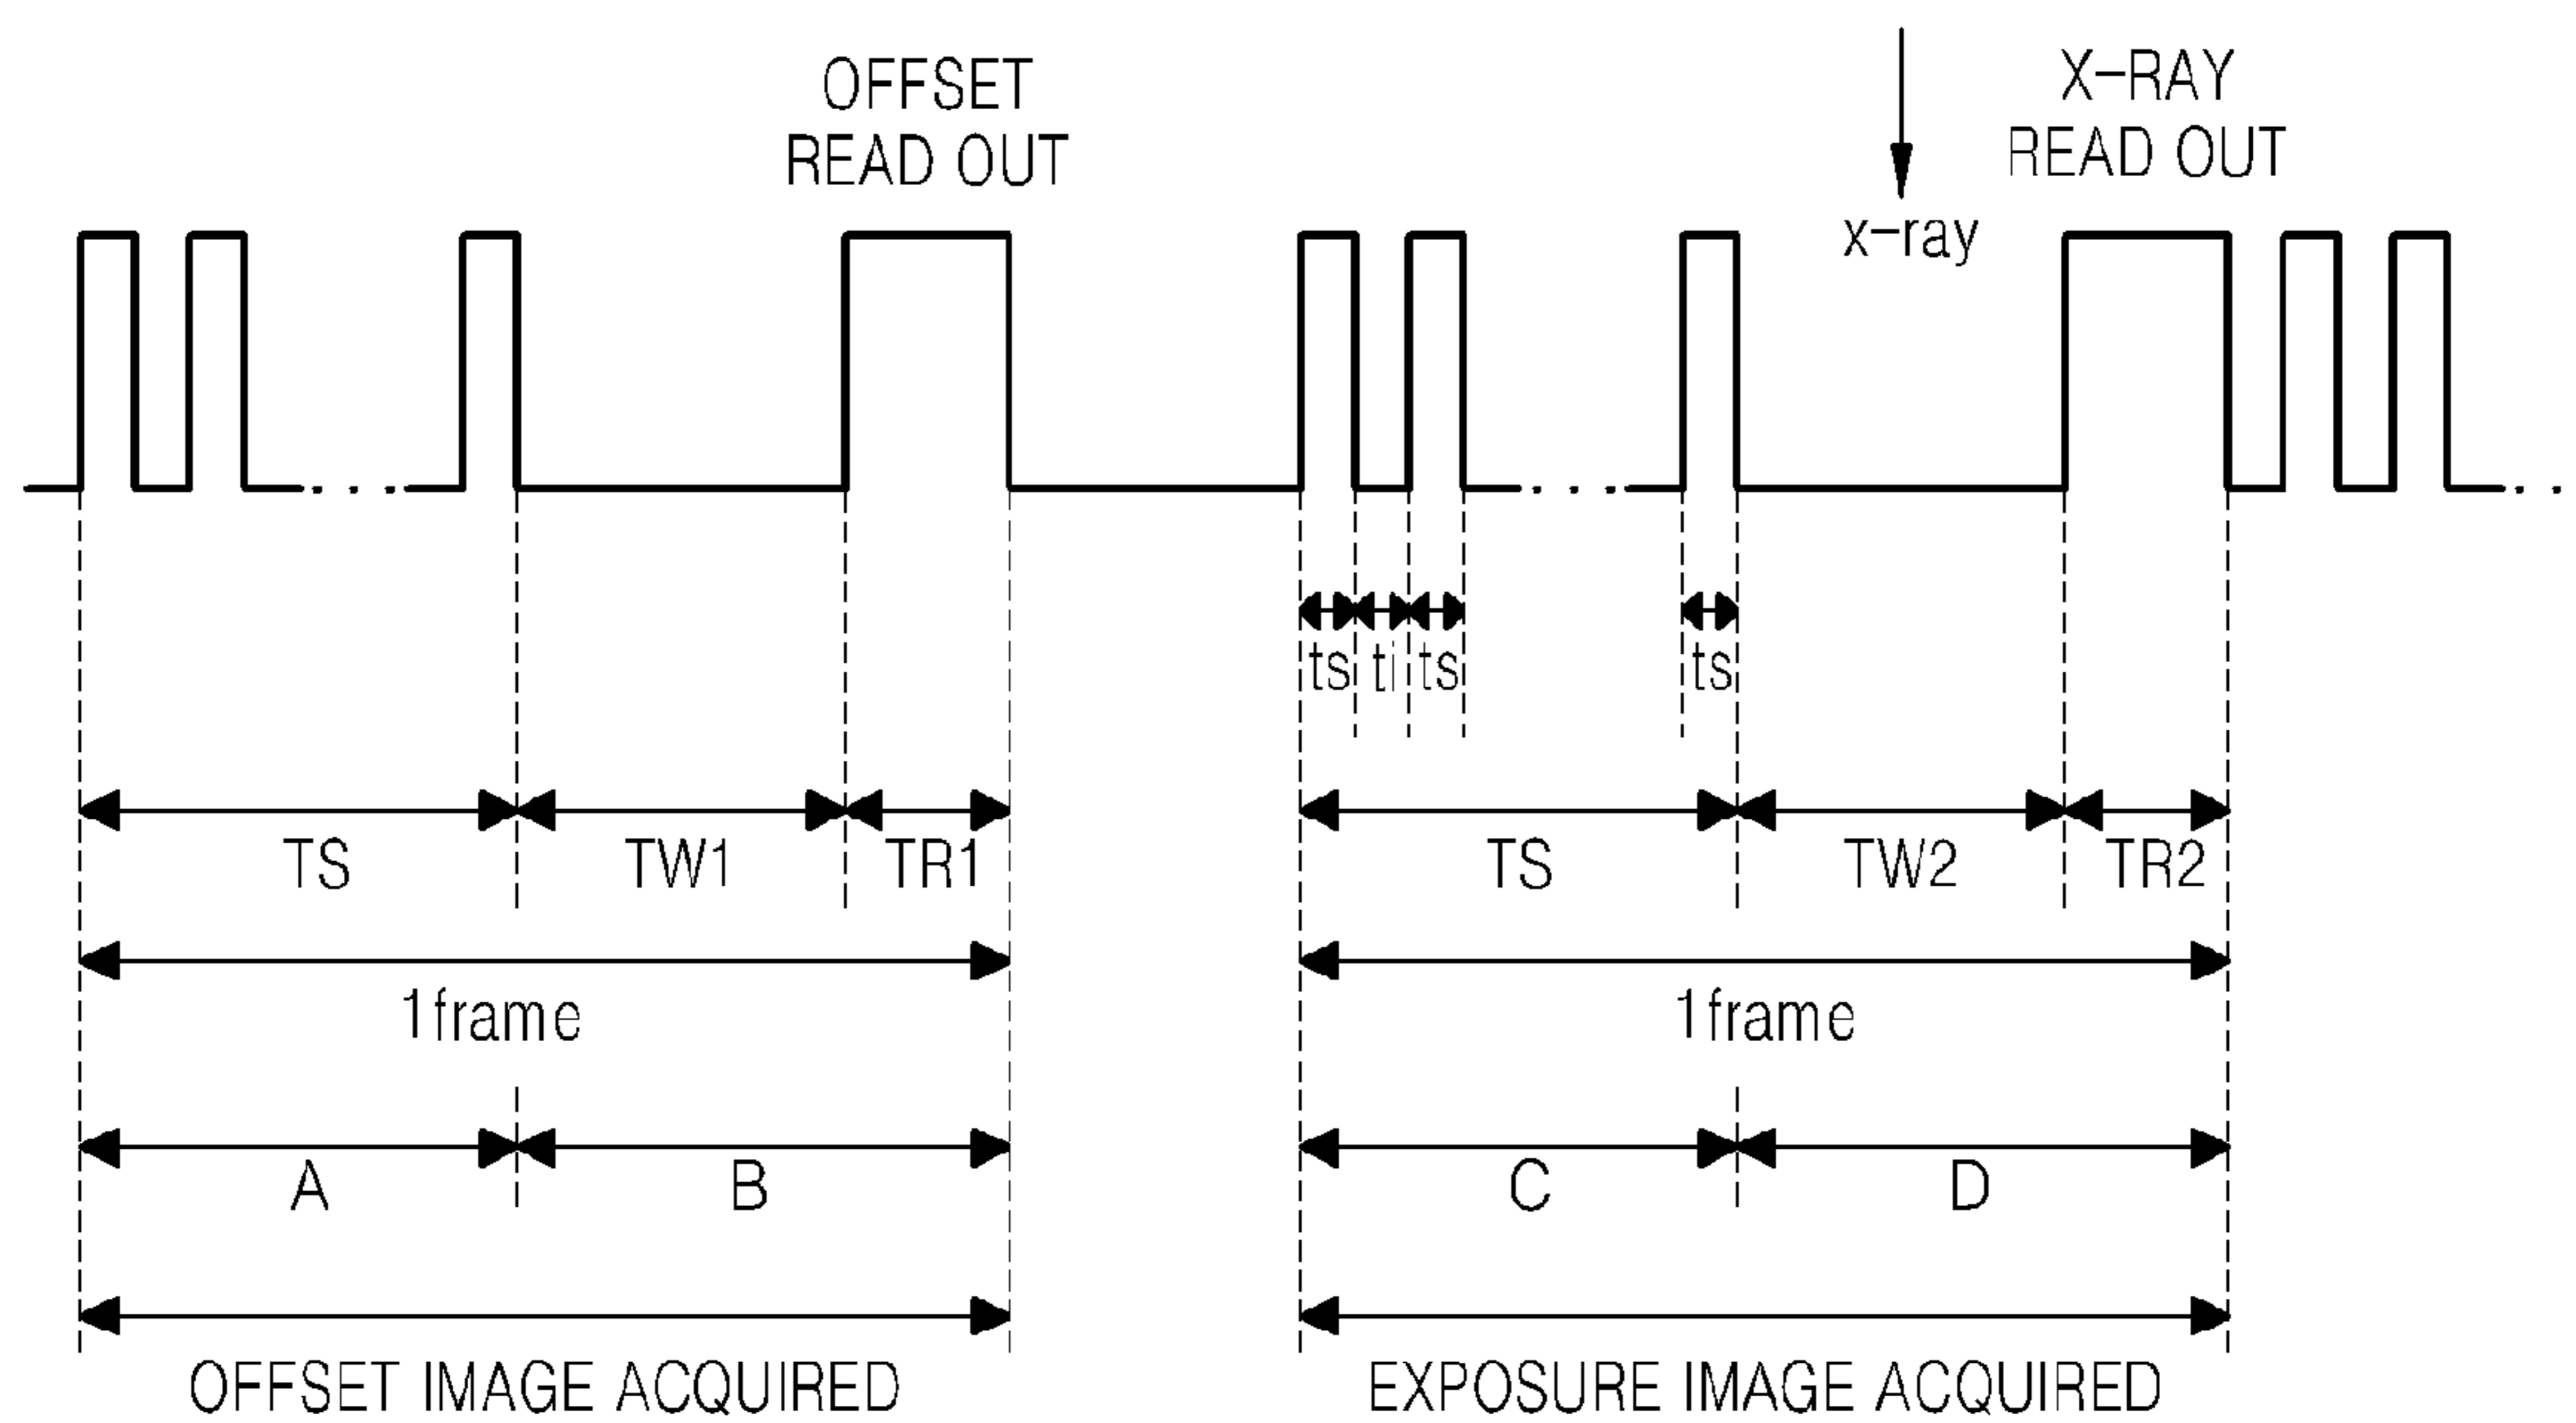 OFFSET
READ OUT
X-RAY
READ OUT
x-ray
ts ti ts ts
TS TW1 TR1 TS TW2 TR2
1frame 1frame
A B C D
OFFSET IMAGE ACQUIRED EXPOSURE IMAGE ACQUIRED